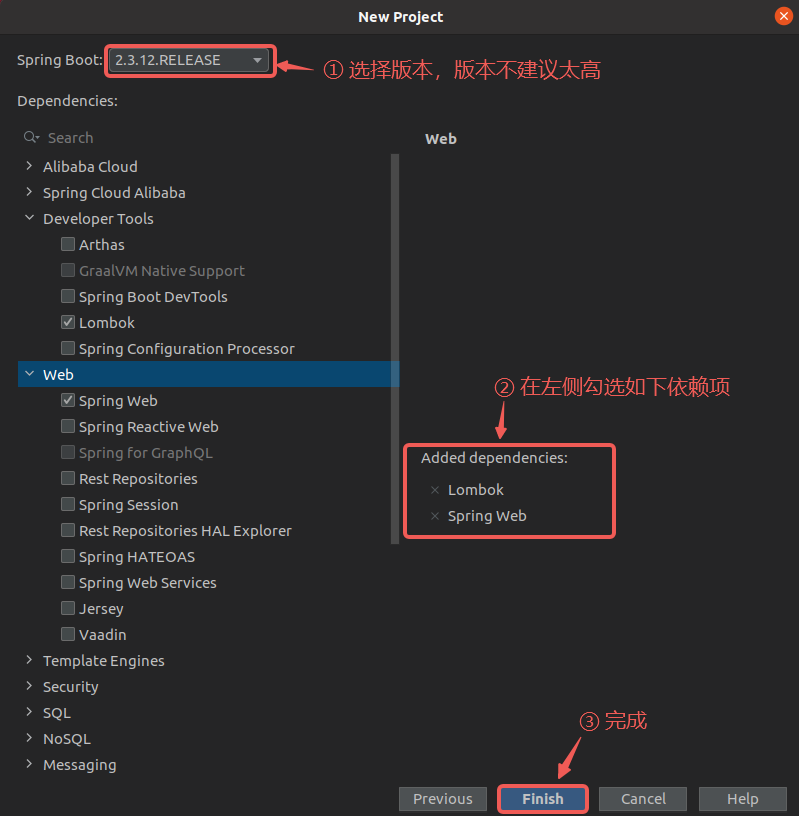 New Project
Spring Boot: 2.3.12.RELEASE
① 选择版本，版本不建议太高
Dependencies:
Search
Web
Alibaba Cloud
Spring Cloud Alibaba
Developer Tools
Arthas
GraalVM Native Support
Spring Boot DevTools
Lombok
Spring Configuration Processor
Web
Spring Web
Spring Reactive Web
Spring for GraphQL
Rest Repositories
Spring Session
Rest Repositories HAL Explorer
Spring HATEOAS
Spring Web Services
Jersey
Vaadin
Template Engines
Security
SQL
NoSQL
Messaging
② 在左侧勾选如下依赖项
Added dependencies:
Lombok
Spring Web
③ 完成
Previous Finish Cancel Help